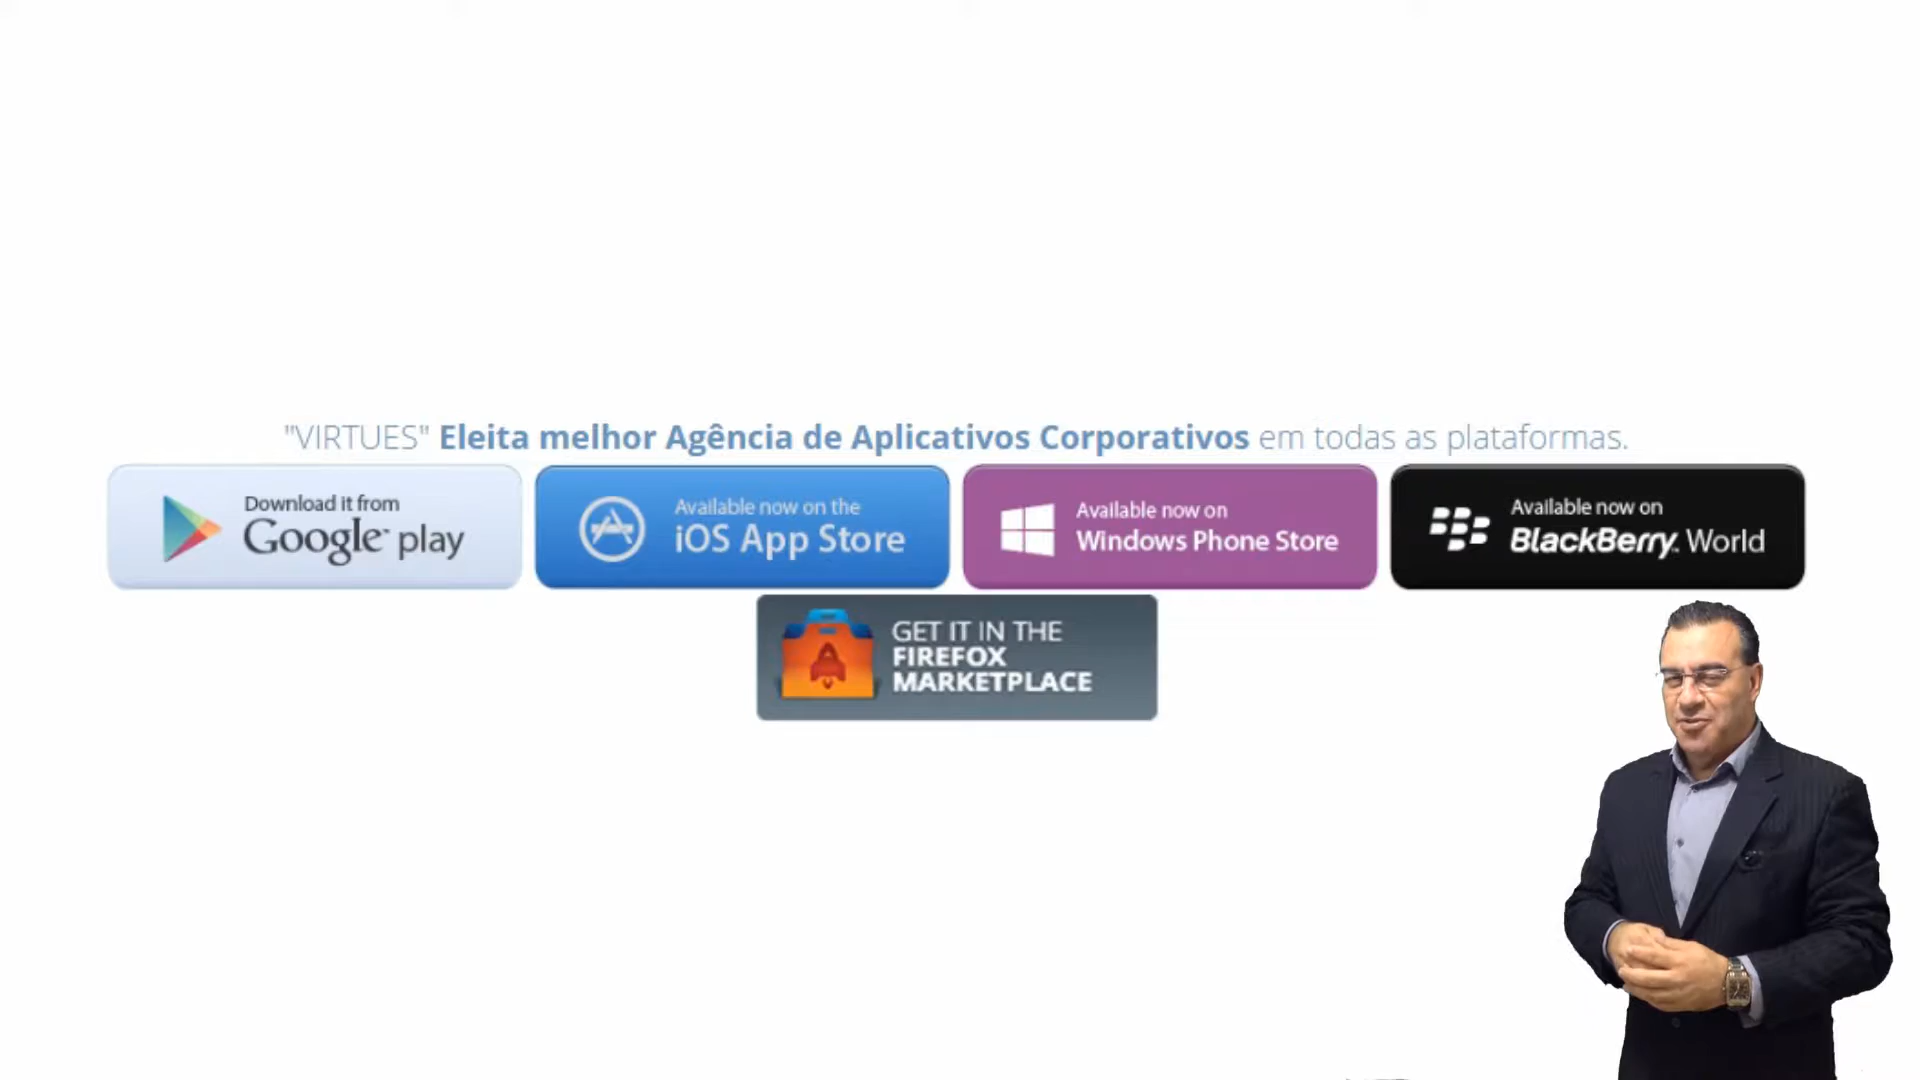 "VIRTUES" Eleita melhor Agência de Aplicativos Corporativos em todas as plataformas.
Download it from
Google play
Available now on the
iOS App Store
Available now on
Windows Phone Store
Available now on
BlackBerry World
GET IT IN THE
FIREFOX
MARKETPLACE